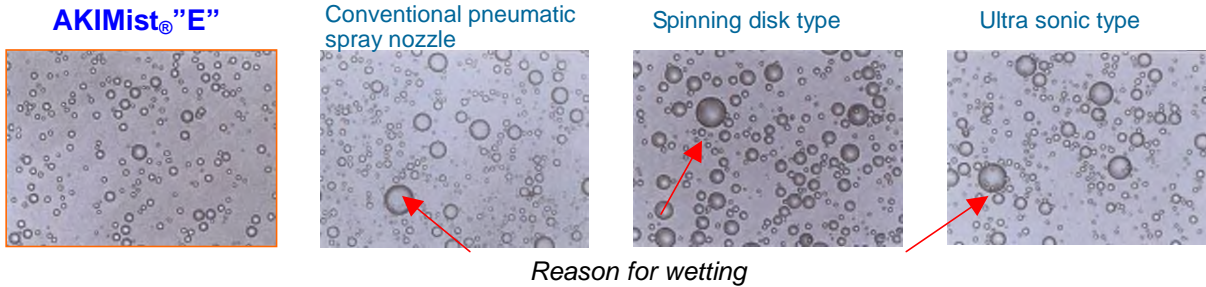 AKIMist®”E”
Conventional pneumatic
spray nozzle
Spinning disk type
Ultra sonic type
Reason for wetting